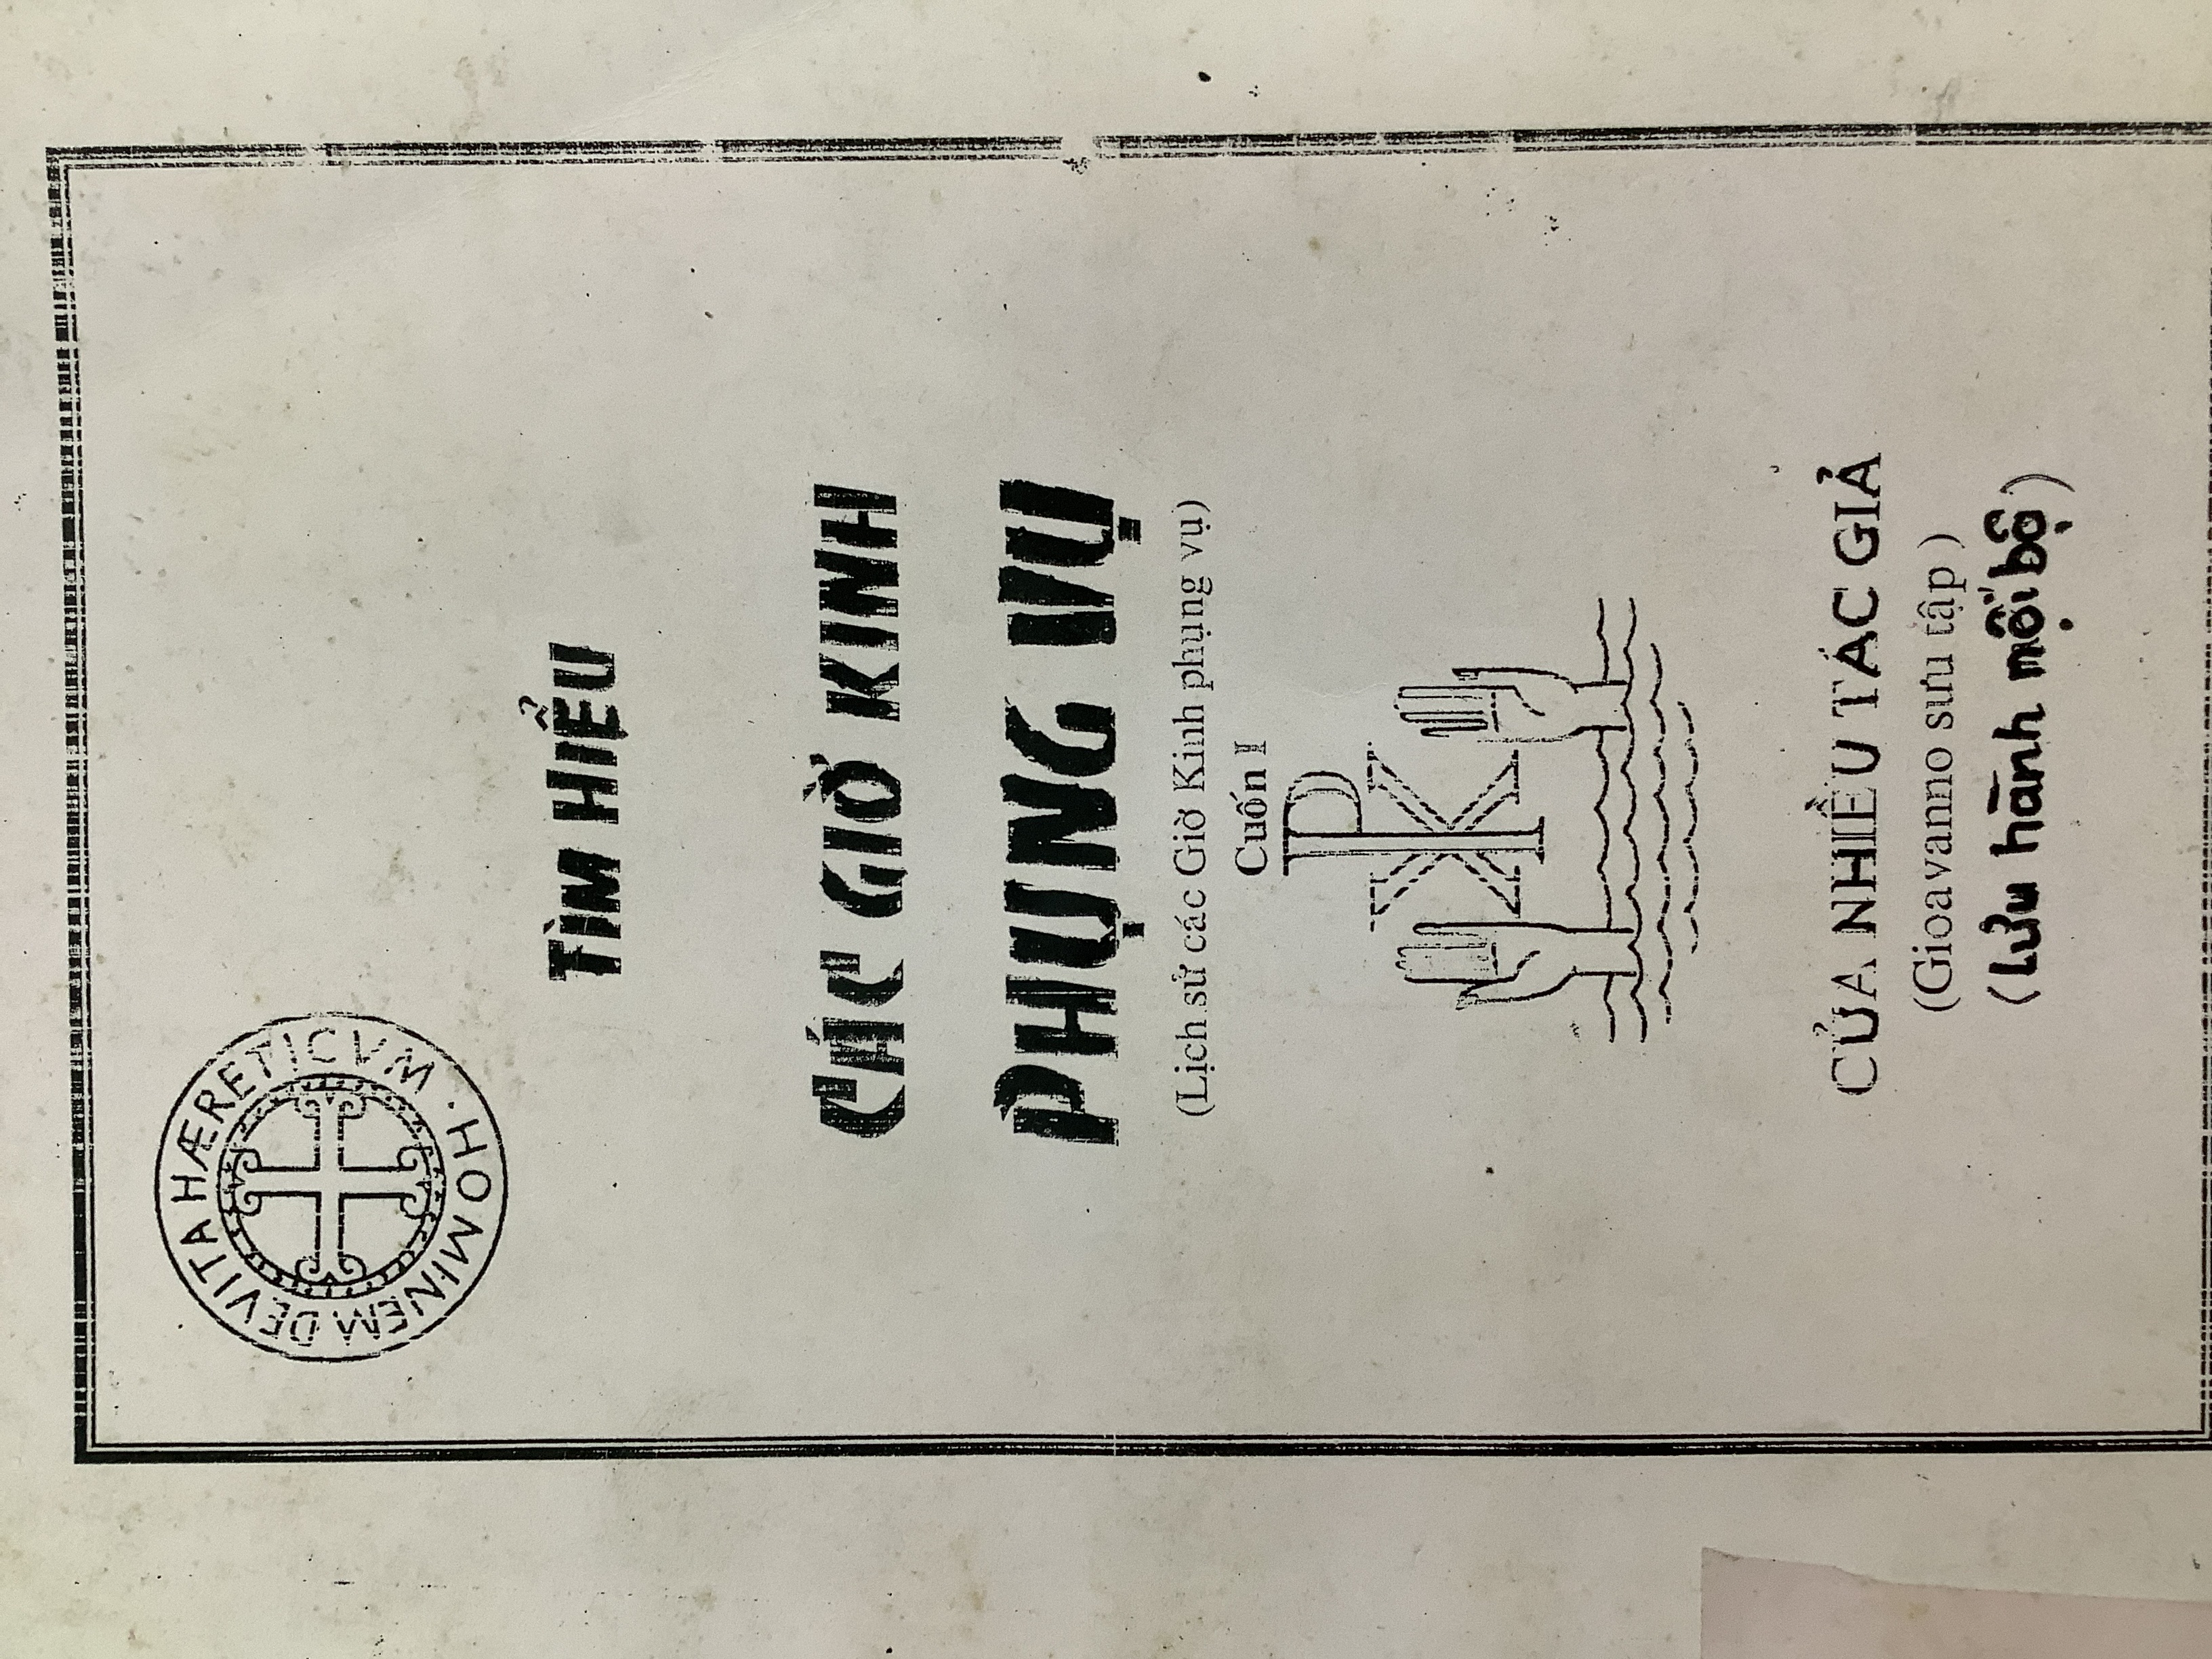 HOMINEM DEVITA HÆRETICVM ·
TÌM HIỂU
CÁC GIỜ KINH
PHỤNG VỤ
(Lịch sử các Giờ Kinh phụng vụ)
Cuốn II
CỦA NHIỀU TÁC GIẢ
(Gioavanno sưu tập )
(Lưu hành nội bộ)